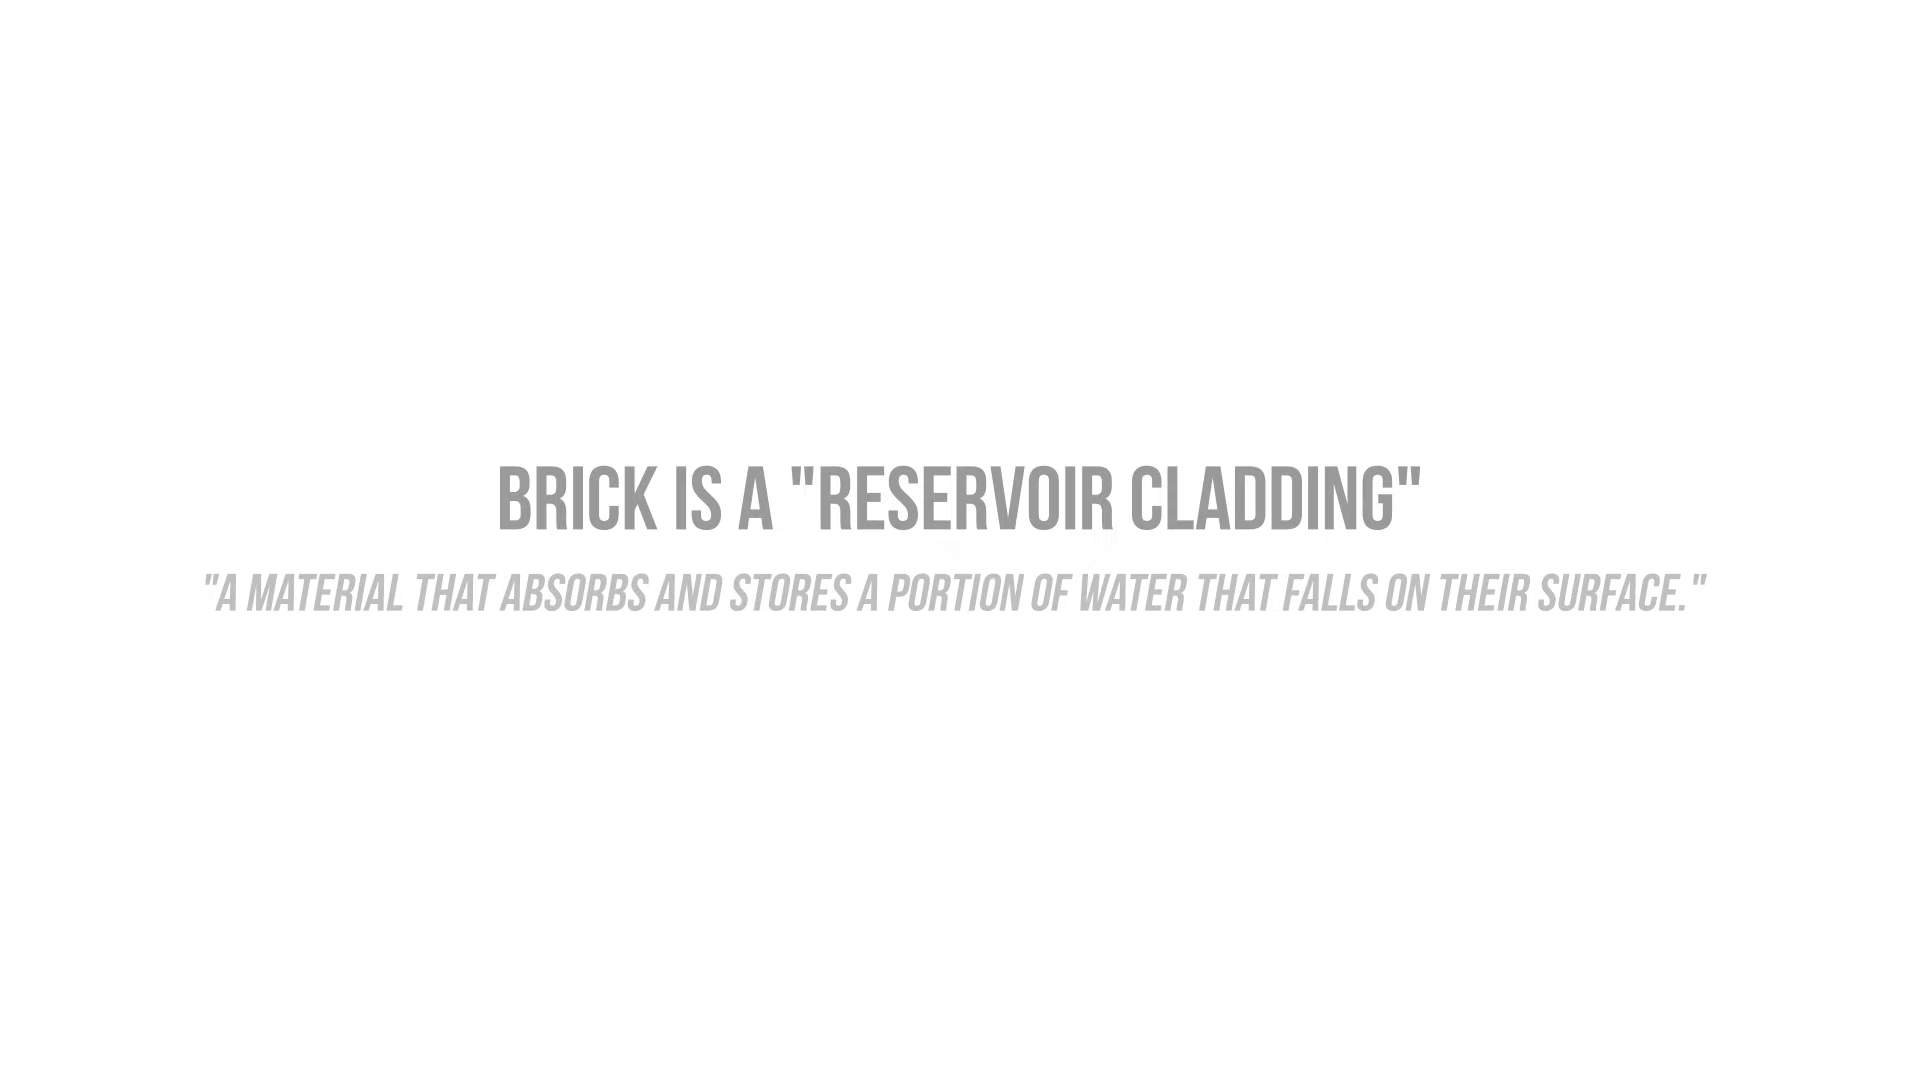 BRICK IS A "RESERVOIR CLADDING"
"A MATERIAL THAT ABSORBS AND STORES A PORTION OF WATER THAT FALLS ON THEIR SURFACE."